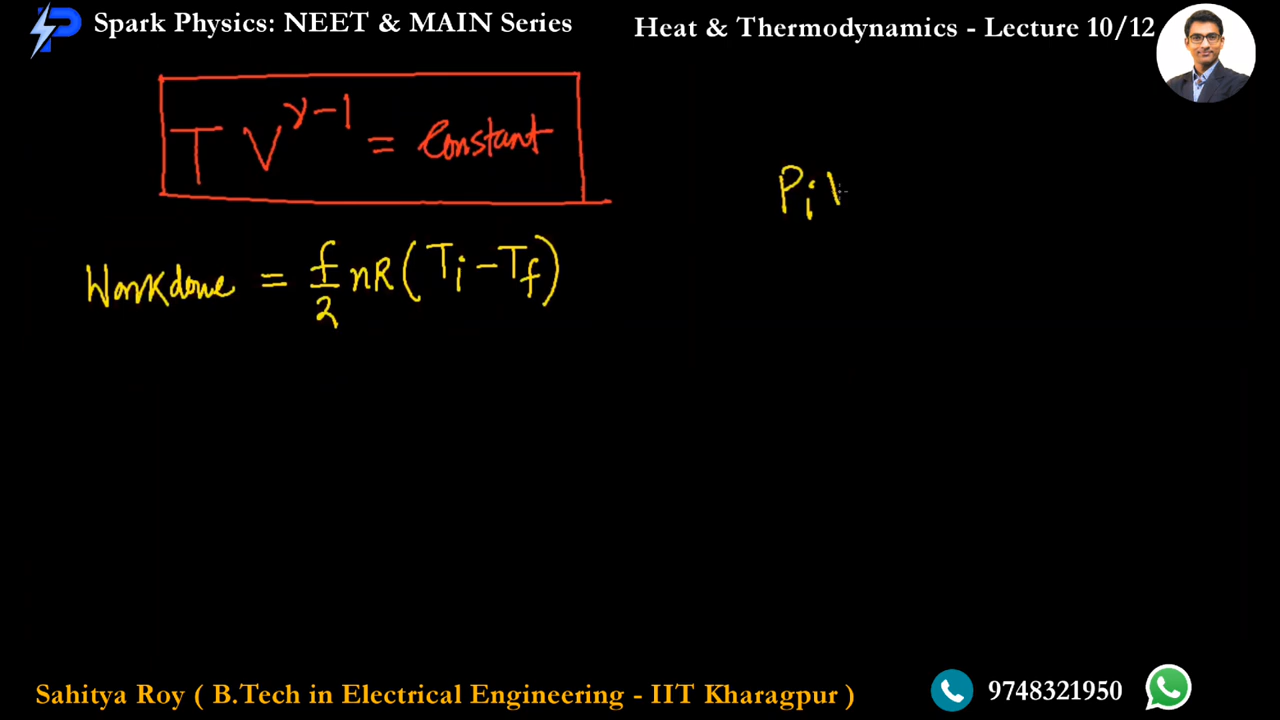 Spark Physics: NEET & MAIN Series
Heat & Thermodynamics - Lecture 10/12
T V^γ-1 = Constant
P i
Workdone = f/2 nR (Ti - Tf)
Sahitya Roy ( B.Tech in Electrical Engineering - IIT Kharagpur )
9748321950